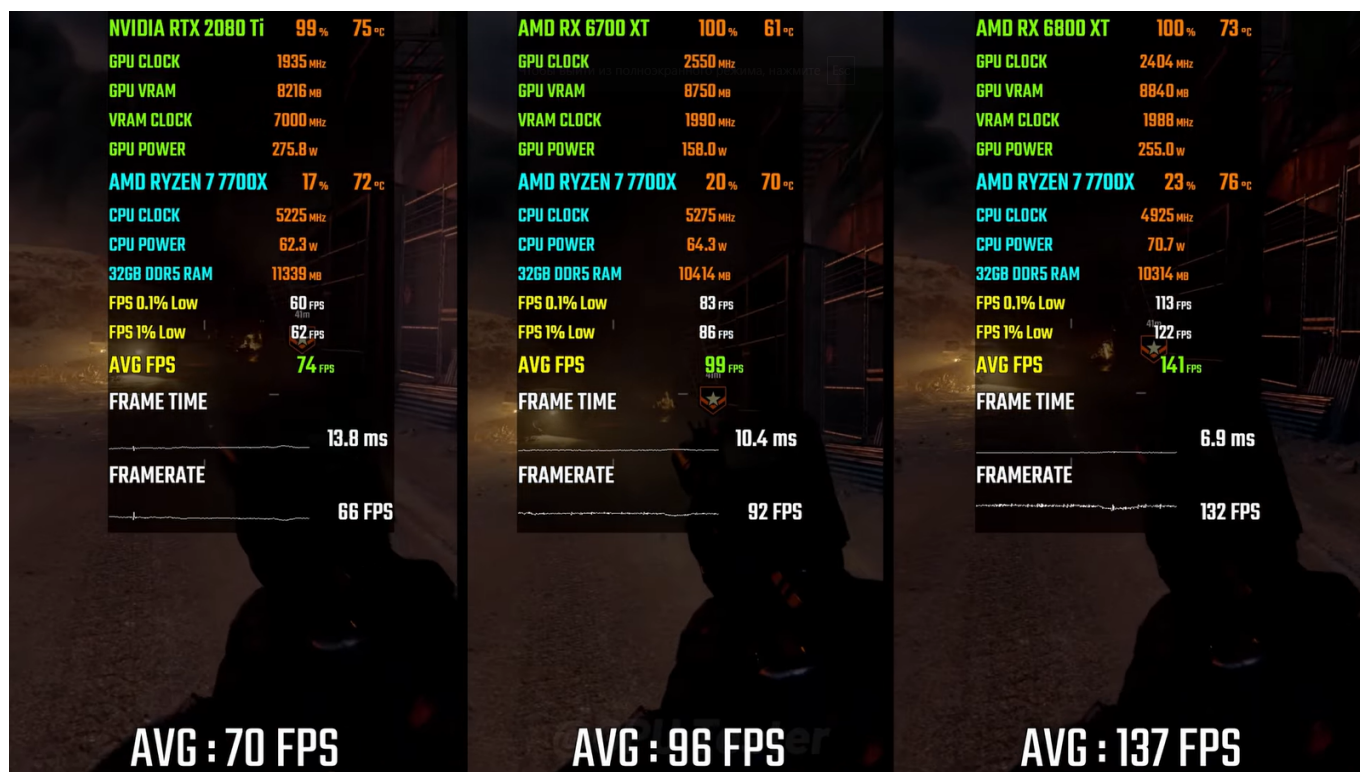 NVIDIA RTX 2080 Ti 99 % 75 °C
GPU CLOCK 1935 MHz
GPU VRAM 8216 MB
VRAM CLOCK 7000 MHz
GPU POWER 275.8 W
AMD RYZEN 7 7700X 17 % 72 °C
CPU CLOCK 5225 MHz
CPU POWER 62.3 W
32GB DDR5 RAM 11339 MB
FPS 0.1% Low 60 FPS
41m
FPS 1% Low 62 FPS
AVG FPS 74 FPS
FRAME TIME
13.8 ms
FRAMERATE
66 FPS
AVG : 70 FPS
AMD RX 6700 XT 100 % 61 °C
GPU CLOCK 2550 MHz
из полноэкранного режима, нажмите Esc
GPU VRAM 8750 MB
VRAM CLOCK 1990 MHz
GPU POWER 158.0 W
AMD RYZEN 7 7700X 20 % 70 °C
CPU CLOCK 5275 MHz
CPU POWER 64.3 W
32GB DDR5 RAM 10414 MB
FPS 0.1% Low 83 FPS
FPS 1% Low 86 FPS
AVG FPS 99 FPS
41m
FRAME TIME
10.4 ms
FRAMERATE
92 FPS
AVG : 96 FPS
AMD RX 6800 XT 100 % 73 °C
GPU CLOCK 2404 MHz
GPU VRAM 8840 MB
VRAM CLOCK 1988 MHz
GPU POWER 255.0 W
AMD RYZEN 7 7700X 23 % 76 °C
CPU CLOCK 4925 MHz
CPU POWER 70.7 W
32GB DDR5 RAM 10314 MB
FPS 0.1% Low 113 FPS
41m
FPS 1% Low 122 FPS
AVG FPS 141 FPS
FRAME TIME
6.9 ms
FRAMERATE
132 FPS
AVG : 137 FPS